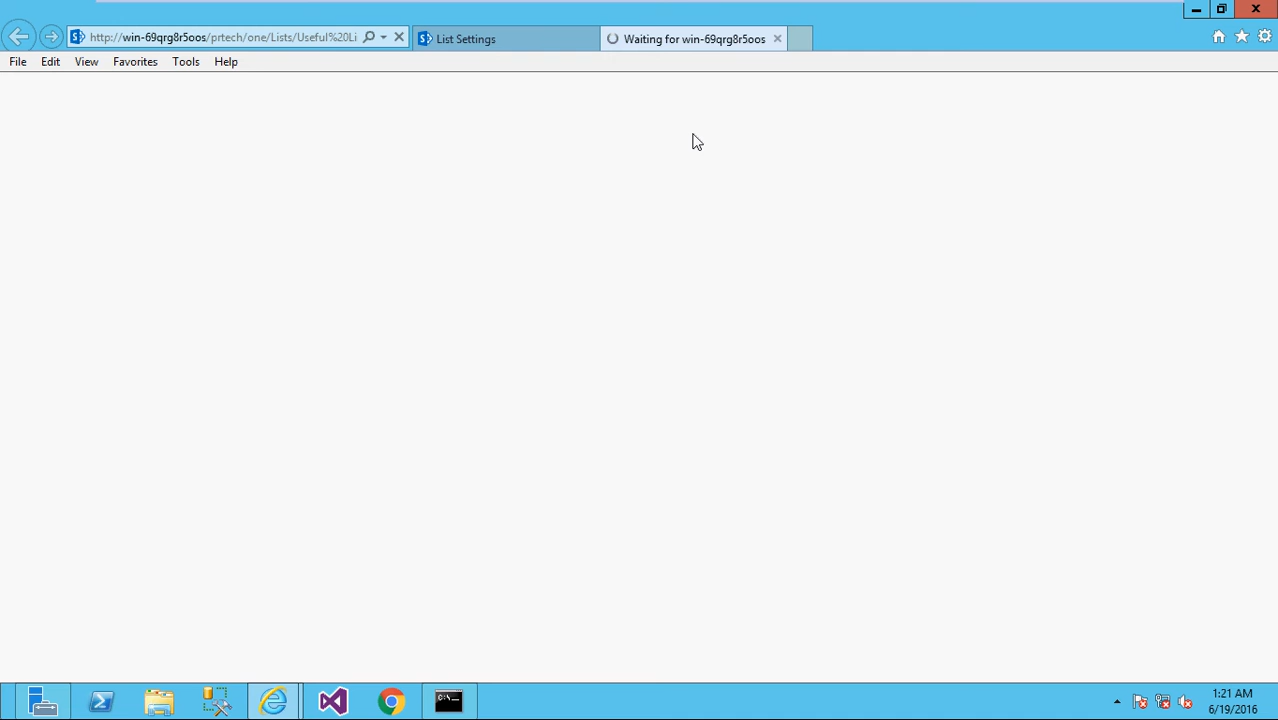 http://win-69qrg8r5oos/prtech/one/Lists/Useful%20Li
List Settings
Waiting for win-69qrg8r5oos
File Edit View Favorites Tools Help
C:\_
1:21 AM
6/19/2016